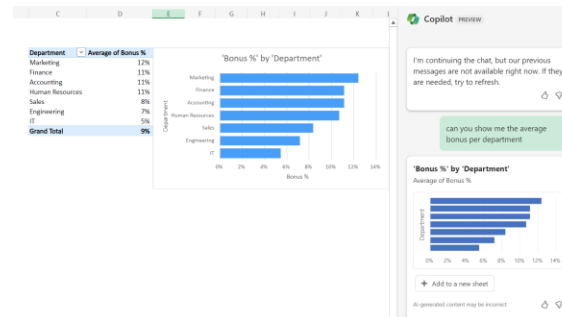 C D E F G H I J K L
Department Average of Bonus %
Marketing 12%
Finance 11%
Accounting 11%
Human Resources 11%
Sales 8%
Engineering 7%
IT 5%
Grand Total 9%
'Bonus %' by 'Department'
Department
Marketing
Finance
Accounting
Human Resources
Sales
Engineering
IT
0% 2% 4% 6% 8% 10% 12% 14%
Bonus %
Copilot PREVIEW
I'm continuing the chat, but our previous
messages are not available right now. If they
are needed, try to refresh.
can you show me the average
bonus per department
'Bonus %' by 'Department'
Average of Bonus %
Department
0% 2% 4% 6% 8% 10% 12% 14%
+ Add to a new sheet
AI-generated content may be incorrect